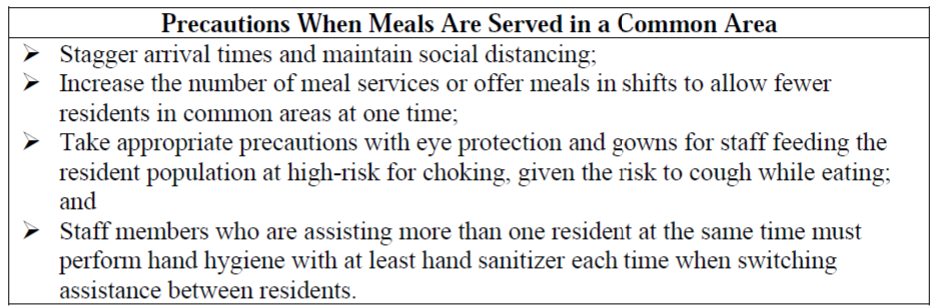 Precautions When Meals Are Served in a Common Area
➢ Stagger arrival times and maintain social distancing;
➢ Increase the number of meal services or offer meals in shifts to allow fewer
residents in common areas at one time;
➢ Take appropriate precautions with eye protection and gowns for staff feeding the
resident population at high-risk for choking, given the risk to cough while eating;
and
➢ Staff members who are assisting more than one resident at the same time must
perform hand hygiene with at least hand sanitizer each time when switching
assistance between residents.